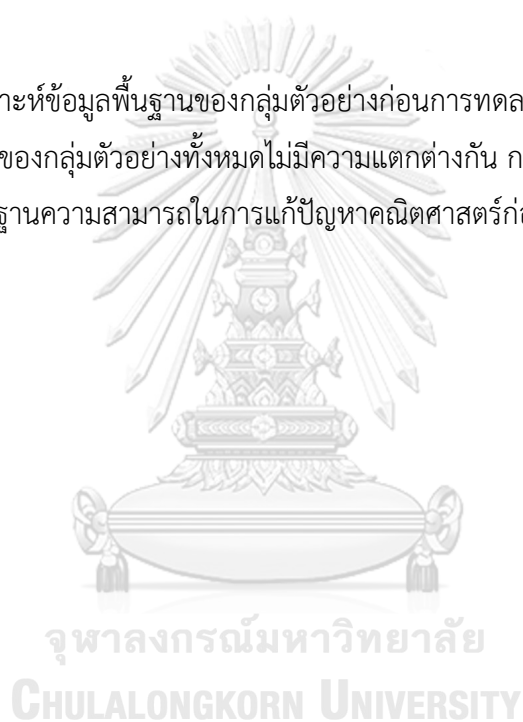 าะห์ข้อมูลพื้นฐานของกลุ่มตัวอย่างก่อนการทดล
ของกลุ่มตัวอย่างทั้งหมดไม่มีความแตกต่างกัน ก
ฐานความสามารถในการแก้ปัญหาคณิตศาสตร์ก่อ
จุฬาลงกรณ์มหาวิทยาลัย
CHULALONGKORN UNIVERSITY